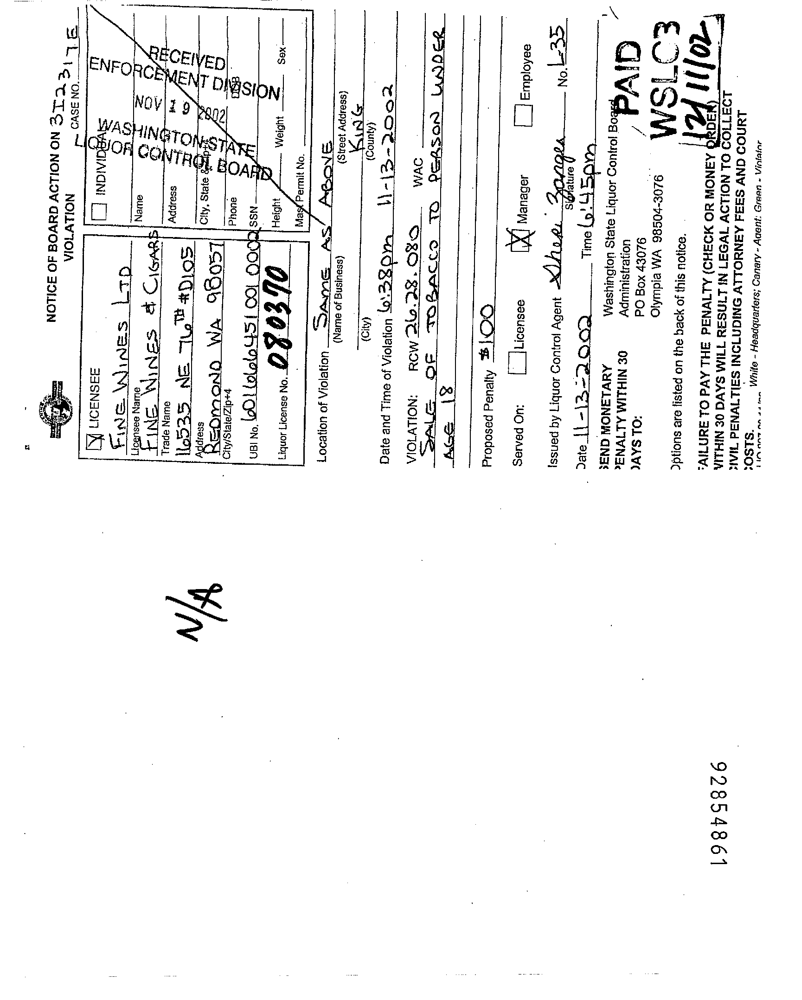 NOTICE OF BOARD ACTION ON 3I2317E
VIOLATION
CASE NO.
LICENSEE
FINE WINES LTD
Licensee Name
FINE WINES & CIGARS
Trade Name
16535 NE 76TH #D105
Address
REDMOND WA 98057
City/State/Zip+4
UBI No. 601666451 001 0002
Liquor License No. 080370
INDIVIDUAL
Name
Address
City, State &
Phone
SSN
Height Weight Sex
Mast Permit No.
RECEIVED
ENFORCEMENT DIVISION
NOV 19 2002
WASHINGTON STATE
LIQUOR CONTROL BOARD
Location of Violation SAME AS ABOVE
(Name of Business) (Street Address)
KING
(City) (County)
Date and Time of Violation 6:38pm 11-13-2002
VIOLATION: RCW 26.28.080 WAC
SALE OF TOBACCO TO PERSON UNDER
AGE 18
Proposed Penalty $100
Served On: Licensee Manager Employee
Issued by Liquor Control Agent Sheri No. L-35
Signature
Date 11-13-2002 Time 6:45pm
SEND MONETARY
PENALTY WITHIN 30
DAYS TO:
Washington State Liquor Control Board
Administration
PO Box 43076
Olympia WA 98504-3076
PAID
WSLC3
12/11/02
Options are listed on the back of this notice.
FAILURE TO PAY THE PENALTY (CHECK OR MONEY ORDER)
WITHIN 30 DAYS WILL RESULT IN LEGAL ACTION TO COLLECT
CIVIL PENALTIES INCLUDING ATTORNEY FEES AND COURT
COSTS.
White - Headquarters; Canary - Agent; Green - Violator
N/A
92854861